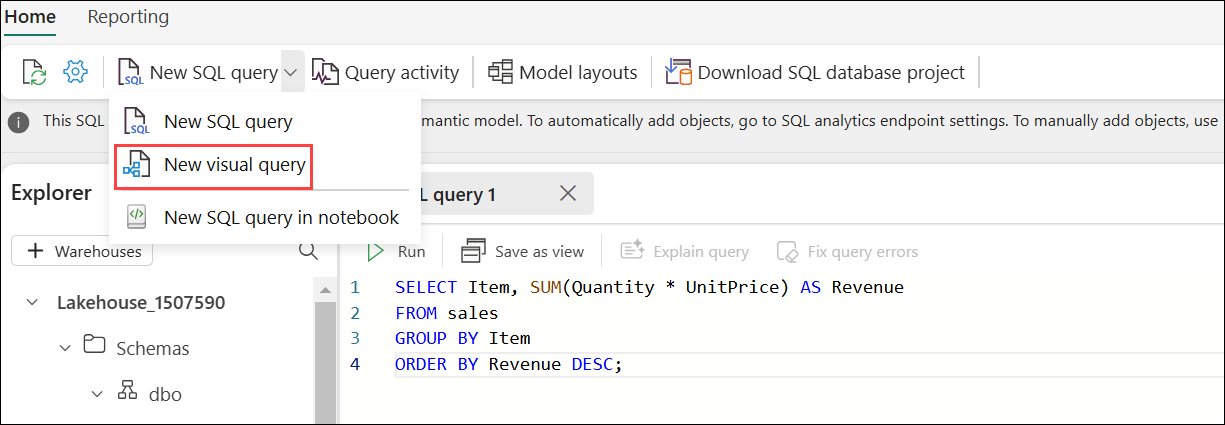 Home Reporting
New SQL query Query activity Model layouts Download SQL database project
New SQL query
New visual query
New SQL query in notebook
This SQL mantic model. To automatically add objects, go to SQL analytics endpoint settings. To manually add objects, use
Explorer
L query 1
+ Warehouses
Run Save as view Explain query Fix query errors
Lakehouse_1507590
Schemas
dbo
1 SELECT Item, SUM(Quantity * UnitPrice) AS Revenue
2 FROM sales
3 GROUP BY Item
4 ORDER BY Revenue DESC;